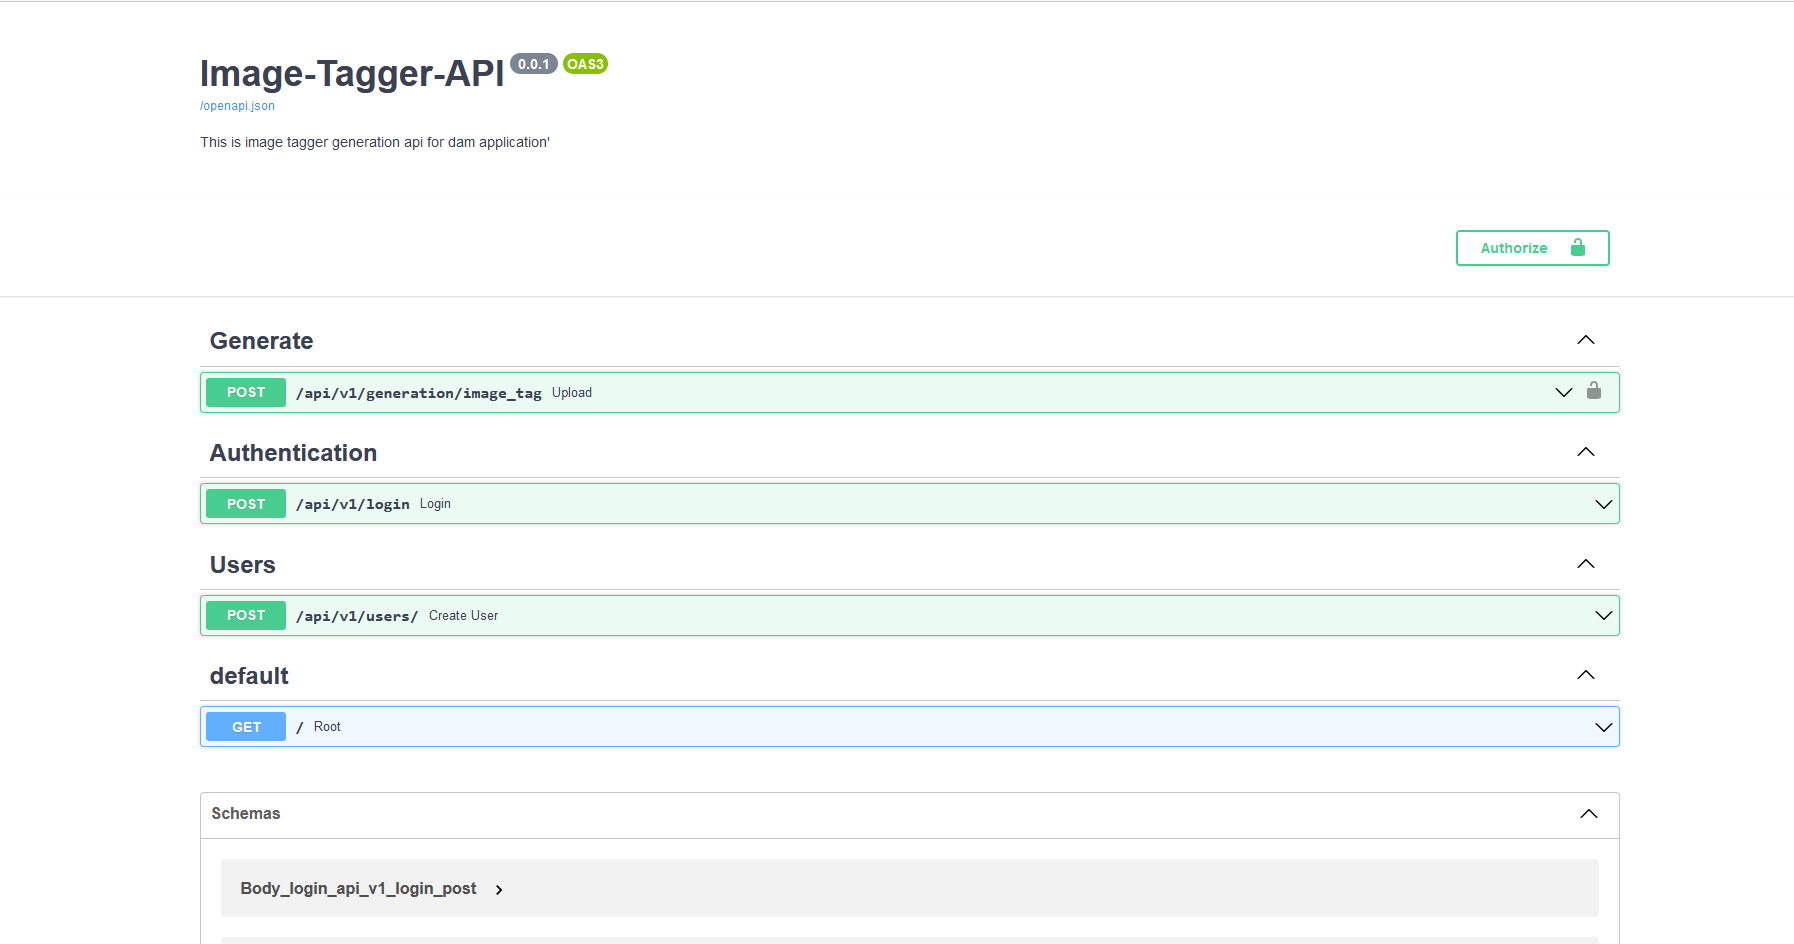 Image-Tagger-API 0.0.1 OAS3
/openapi.json
This is image tagger generation api for dam application'
Authorize
Generate
POST /api/v1/generation/image_tag Upload
Authentication
POST /api/v1/login Login
Users
POST /api/v1/users/ Create User
default
GET / Root
Schemas
Body_login_api_v1_login_post